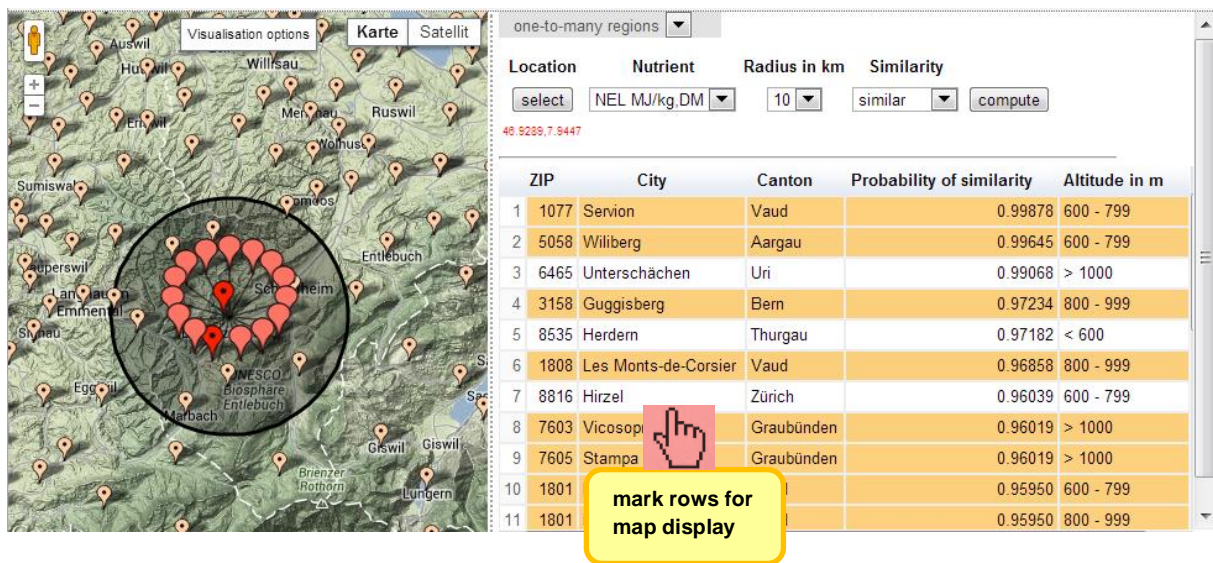 Visualisation options
Karte
Satellit
Auswil
Willisau
Ruswil
Sumiswa
Entlebuch
auperswil
Emmental
UNESCO
Biosphäre
Entlebuch
Marbach
Giswil
Giswil
Brienzer
Rothorn
Lungern
one-to-many regions
Location Nutrient Radius in km Similarity
select NEL MJ/kg,DM 10 similar compute
46.9289,7.9447
ZIP City Canton Probability of similarity Altitude in m
1 1077 Servion Vaud 0.99878 600 - 799
2 5058 Wiliberg Aargau 0.99645 600 - 799
3 6465 Unterschächen Uri 0.99068 > 1000
4 3158 Guggisberg Bern 0.97234 800 - 999
5 8535 Herdern Thurgau 0.97182 < 600
6 1808 Les Monts-de-Corsier Vaud 0.96858 800 - 999
7 8816 Hirzel Zürich 0.96039 600 - 799
8 7603 Vicosop Graubünden 0.96019 > 1000
9 7605 Stampa Graubünden 0.96019 > 1000
10 1801 0.95950 600 - 799
11 1801 0.95950 800 - 999
mark rows for
map display